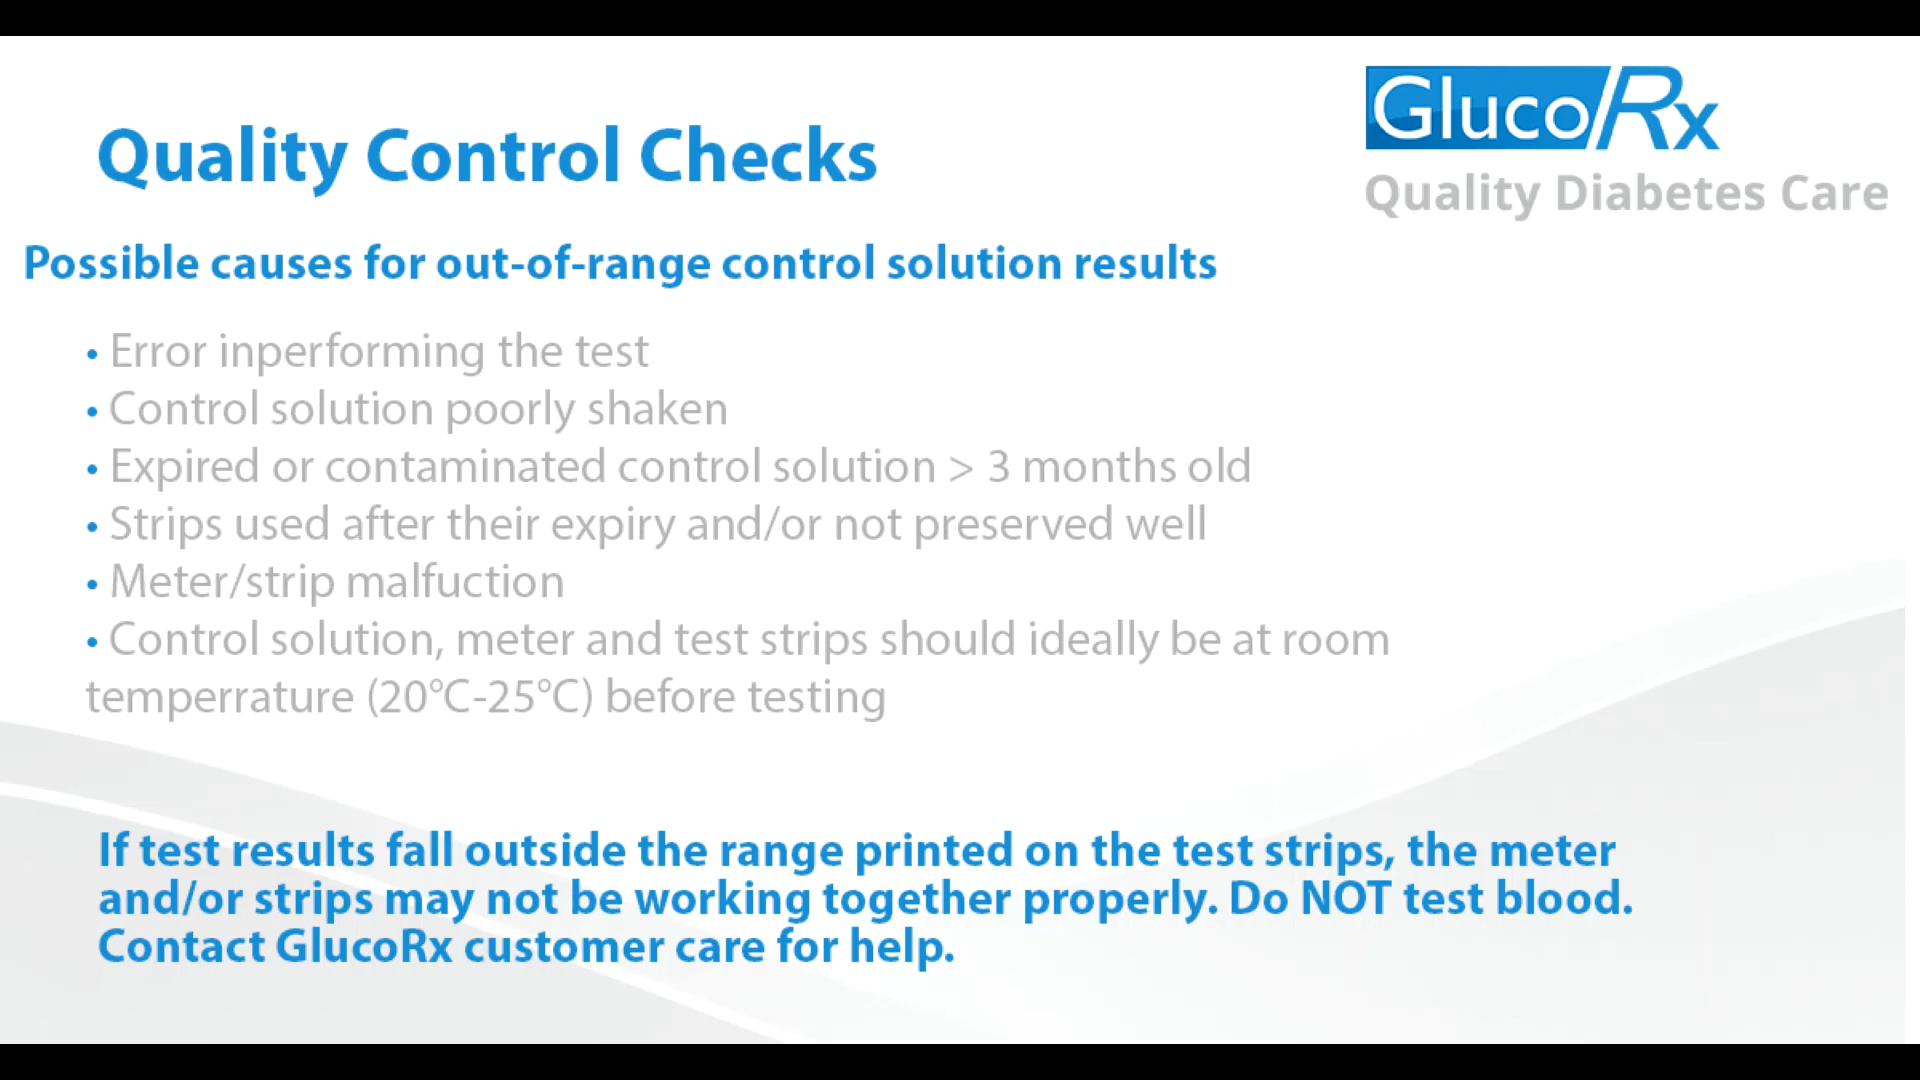 GlucoRx
Quality Diabetes Care
Quality Control Checks
Possible causes for out-of-range control solution results
• Error inperforming the test
• Control solution poorly shaken
• Expired or contaminated control solution > 3 months old
• Strips used after their expiry and/or not preserved well
• Meter/strip malfuction
• Control solution, meter and test strips should ideally be at room
temperrature (20°C-25°C) before testing
If test results fall outside the range printed on the test strips, the meter
and/or strips may not be working together properly. Do NOT test blood.
Contact GlucoRx customer care for help.